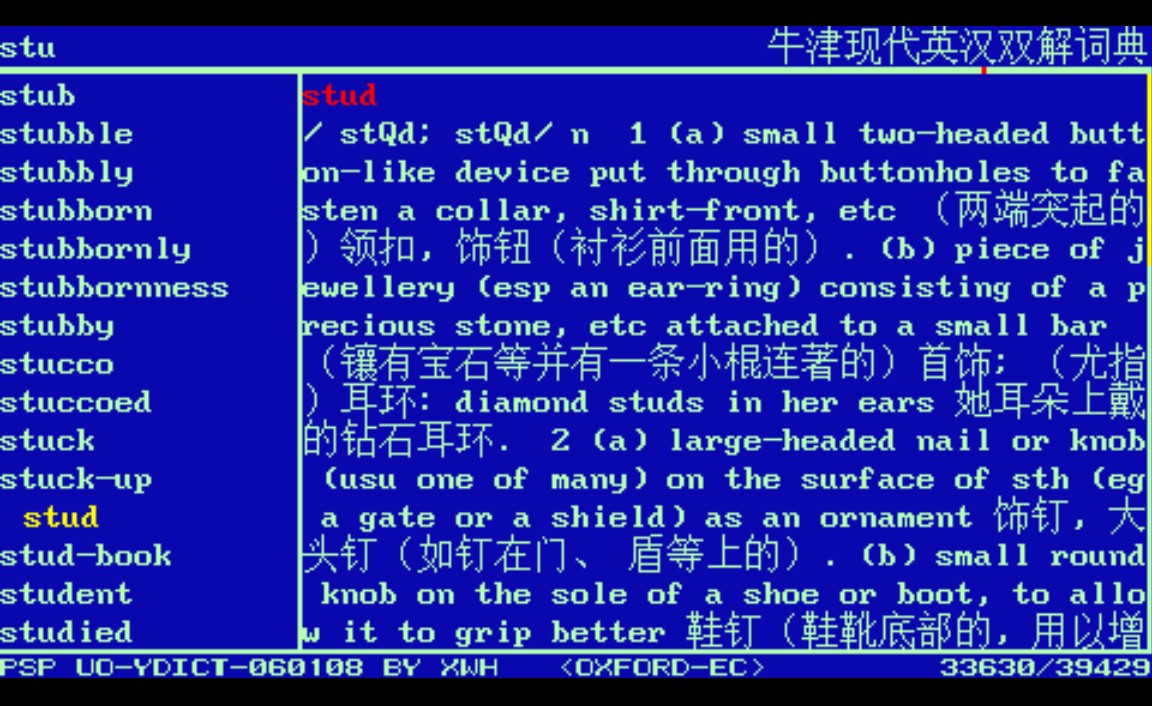 stu
牛津现代英汉双解词典
stub
stubble
stubbly
stubborn
stubbornly
stubbornness
stubby
stucco
stuccoed
stuck
stuck-up
stud
stud-book
student
studied
stud
/ stQd; stQd/ n 1 (a) small two-headed butt
on-like device put through buttonholes to fa
sten a collar, shirt-front, etc （两端突起的
）领扣，饰钮（衬衫前面用的）. (b) piece of j
ewellery (esp an ear-ring) consisting of a p
recious stone, etc attached to a small bar
（镶有宝石等并有一条小棍连著的）首饰; （尤指
）耳环: diamond studs in her ears 她耳朵上戴
的钻石耳环. 2 (a) large-headed nail or knob
(usu one of many) on the surface of sth (eg
a gate or a shield) as an ornament 饰钉, 大
头钉（如钉在门、 盾等上的）. (b) small round
knob on the sole of a shoe or boot, to allo
w it to grip better 鞋钉（鞋靴底部的, 用以增
PSP UO-YDICT-060108 BY XWH <OXFORD-EC> 33630/39429